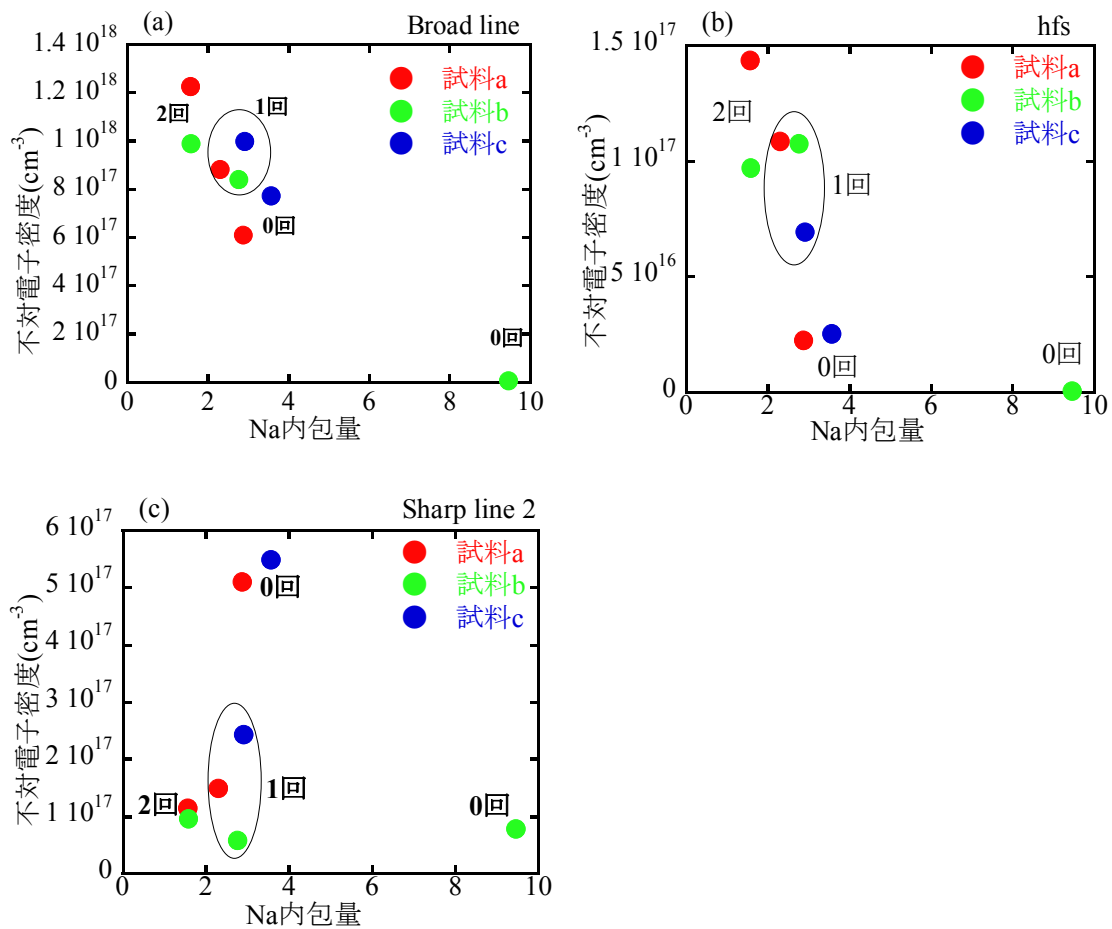 (a)
Broad line
1.4 10^18
1.2 10^18
1 10^18
8 10^17
6 10^17
4 10^17
2 10^17
0
不対電子密度(cm^-3)
試料a
試料b
試料c
2回
1回
0回
0回
0 2 4 6 8 10
Na内包量
(b)
hfs
1.5 10^17
1 10^17
5 10^16
0
不対電子密度(cm^-3)
試料a
試料b
試料c
2回
1回
0回
0回
0 2 4 6 8 10
Na内包量
(c)
Sharp line 2
6 10^17
5 10^17
4 10^17
3 10^17
2 10^17
1 10^17
0
不対電子密度(cm^-3)
試料a
試料b
試料c
0回
2回
1回
0回
0 2 4 6 8 10
Na内包量